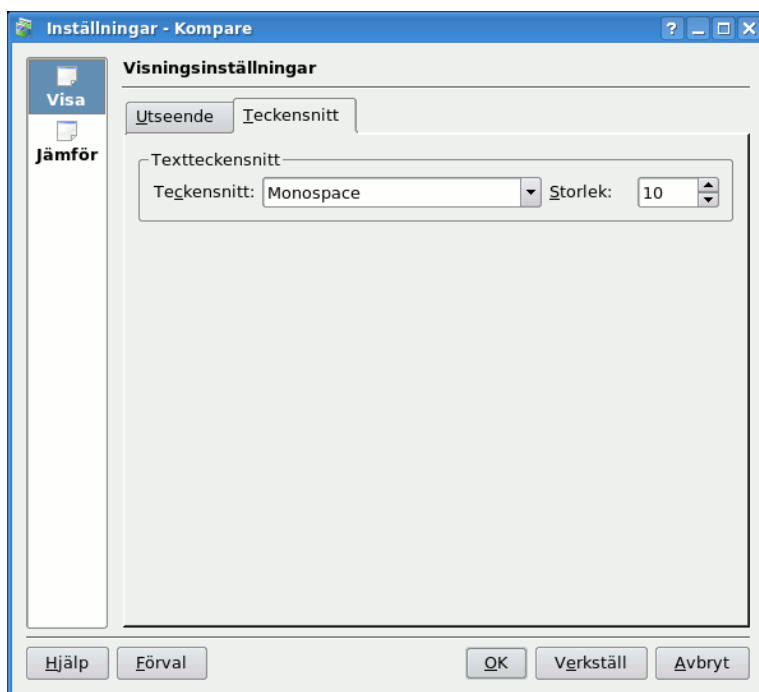 Inställningar - Kompare
Visa
Jämför
Visningsinställningar
Utseende
Teckensnitt
Textteckensnitt
Teckensnitt: Monospace Storlek: 10
Hjälp Förval OK Verkställ Avbryt